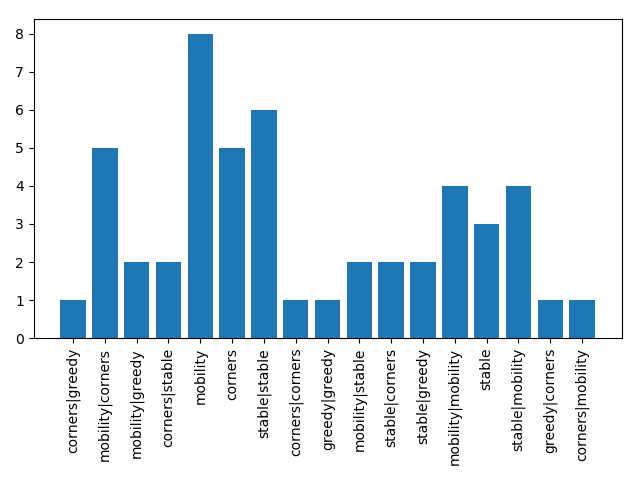 8
7
6
5
4
3
2
1
0
corners|greedy
mobility|corners
mobility|greedy
corners|stable
mobility
corners
stable|stable
corners|corners
greedy|greedy
mobility|stable
stable|corners
stable|greedy
mobility|mobility
stable
stable|mobility
greedy|corners
corners|mobility